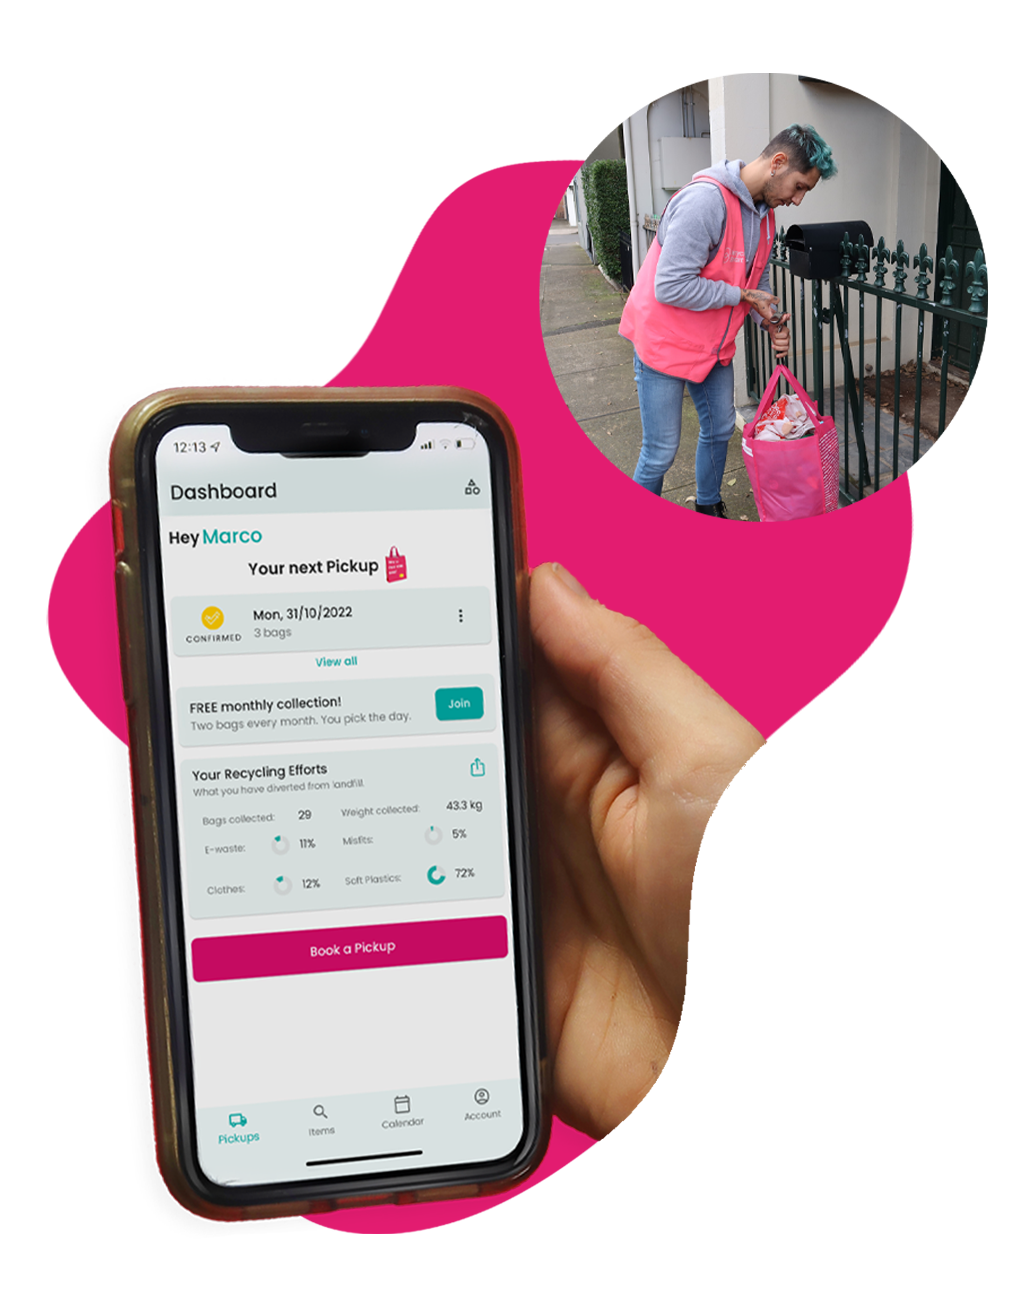 12:13
Dashboard
Hey Marco
Your next Pickup
CONFIRMED
Mon, 31/10/2022
3 bags
View all
FREE monthly collection!
Two bags every month. You pick the day.
Join
Your Recycling Efforts
What you have diverted from landfill.
Bags collected: 29 Weight collected: 43.3 kg
E-waste: 11% Misfits: 5%
Clothes: 12% Soft Plastics: 72%
Book a Pickup
Pickups
Items
Calendar
Account